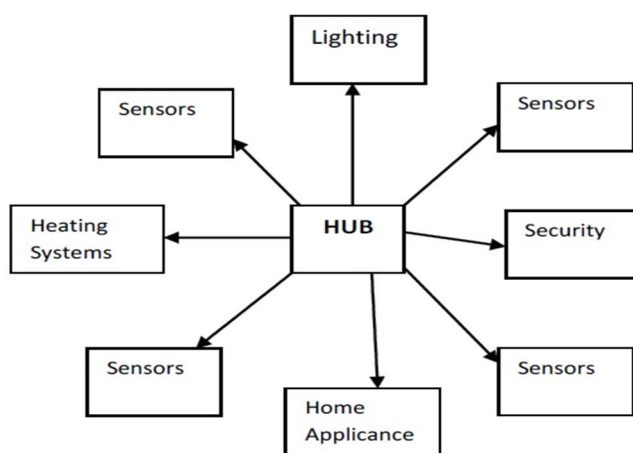 Lighting
Sensors
Sensors
HUB
Heating
Systems
Security
Sensors
Sensors
Home
Applicance